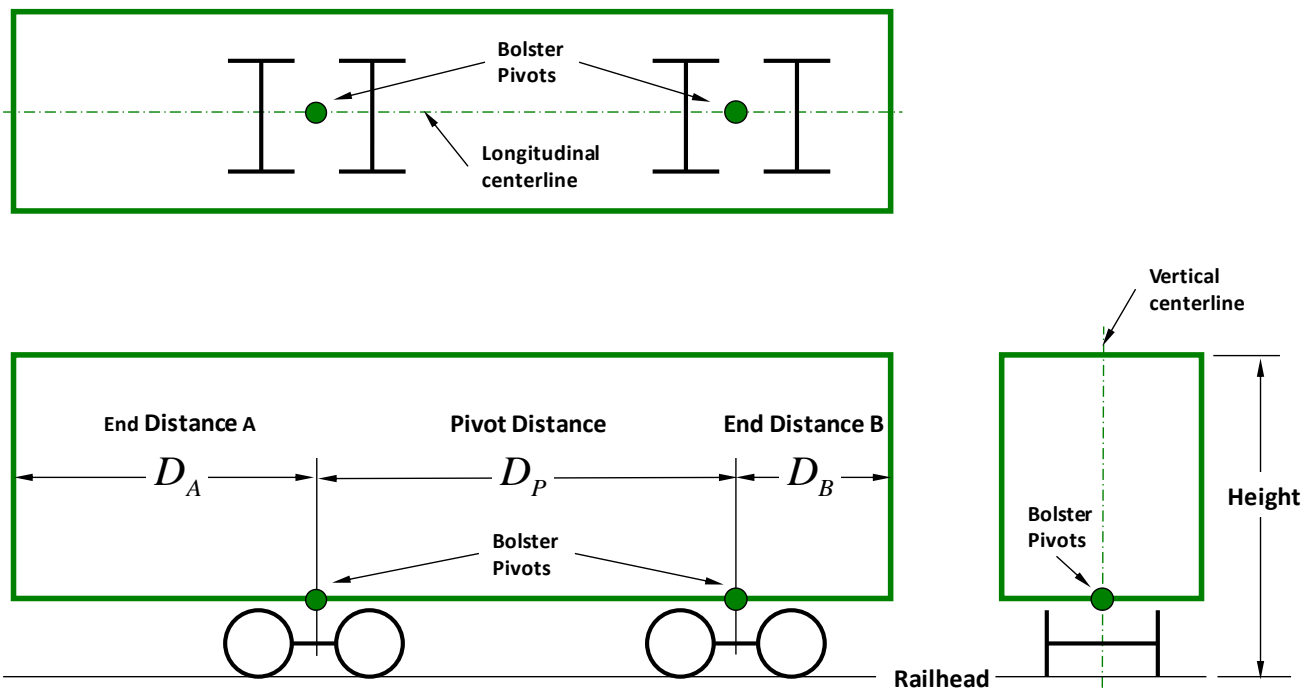 Bolster
Pivots
Longitudinal
centerline
Vertical
centerline
End Distance A
Pivot Distance
End Distance B
D_A
D_P
D_B
Height
Bolster
Pivots
Bolster
Pivots
Railhead